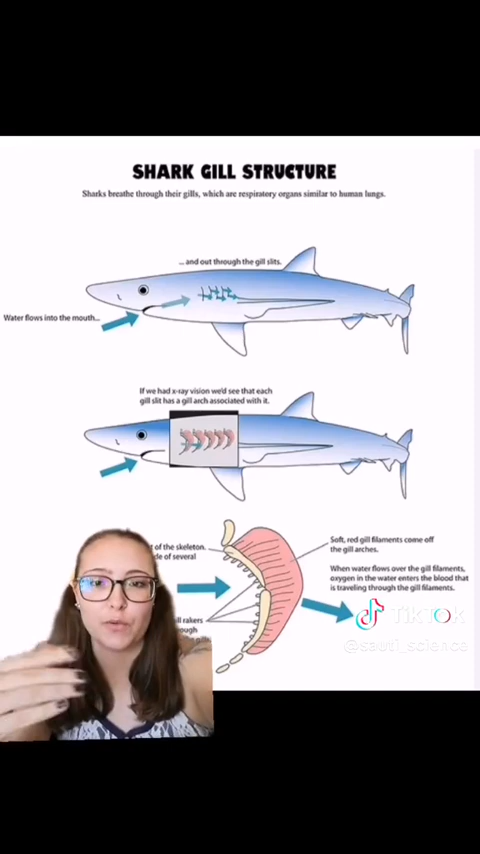 SHARK GILL STRUCTURE
Sharks breathe through their gills, which are respiratory organs similar to human lungs.
... and out through the gill slits.
Water flows into the mouth...
If we had x-ray vision we'd see that each
gill slit has a gill arch associated with it.
of the skeleton.
de of several
Soft, red gill filaments come off
the gill arches.
When water flows over the gill filaments,
oxygen in the water enters the blood that
is traveling through the gill filaments.
ill rakers
ough
TikTok
@sauti_science